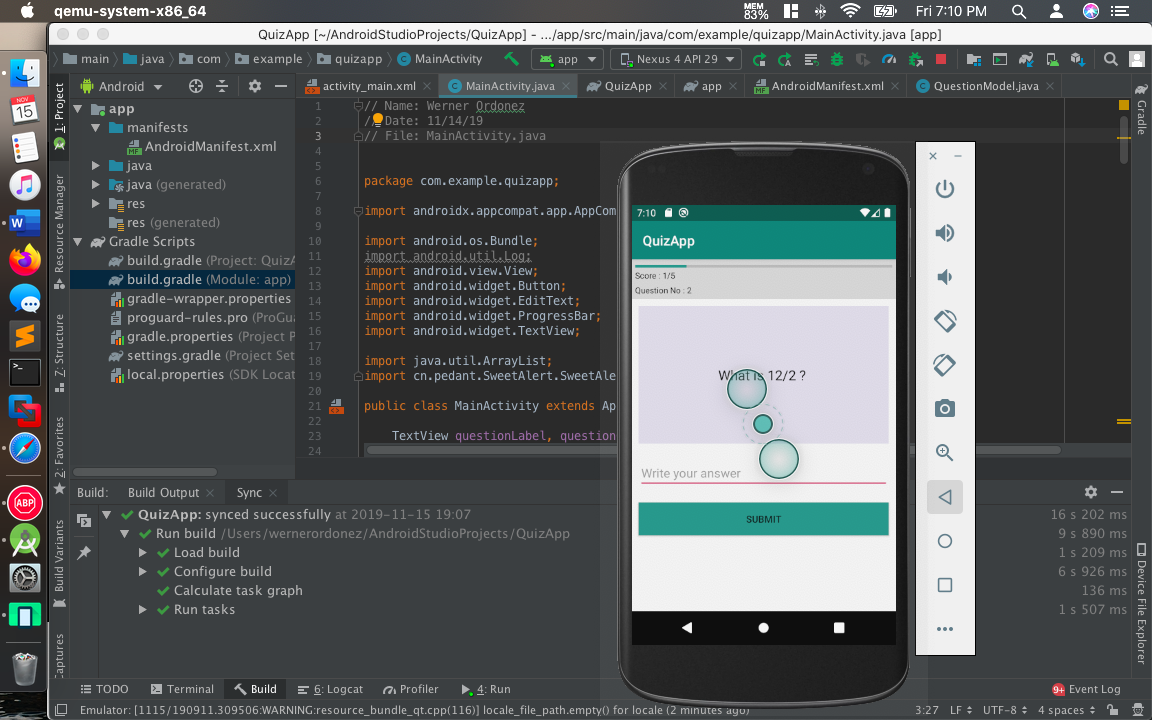 qemu-system-x86_64
MEM 83%
Fri 7:10 PM
QuizApp [~/AndroidStudioProjects/QuizApp] - .../app/src/main/java/com/example/quizapp/MainActivity.java [app]
main java com example quizapp MainActivity app Nexus 4 API 29
Android
activity_main.xml MainActivity.java QuizApp app AndroidManifest.xml QuestionModel.java
1: Project
Resource Manager
Z: Structure
2: Favorites
Build Variants
Captures
Gradle
Device File Explorer
NOV
15
app
manifests
AndroidManifest.xml
java
java (generated)
res
res (generated)
Gradle Scripts
build.gradle (Project: QuizA
build.gradle (Module: app)
gradle-wrapper.properties
proguard-rules.pro (ProGua
gradle.properties (Project P
settings.gradle (Project Set
local.properties (SDK Locat
1 // Name: Werner Ordonez
2 // Date: 11/14/19
3 // File: MainActivity.java
4
5
6 package com.example.quizapp;
7
8 import androidx.appcompat.app.AppCom
9
10 import android.os.Bundle;
11 import android.util.Log;
12 import android.view.View;
13 import android.widget.Button;
14 import android.widget.EditText;
15 import android.widget.ProgressBar;
16 import android.widget.TextView;
17
18 import java.util.ArrayList;
19 import cn.pedant.SweetAlert.SweetAle
20
21 public class MainActivity extends Ap
22
23 TextView questionLabel, question
24
7:10
QuizApp
Score : 1/5
Question No : 2
What is 12/2 ?
Write your answer
SUBMIT
Build: Build Output Sync
QuizApp: synced successfully at 2019-11-15 19:07 16 s 202 ms
Run build /Users/wernerordonez/AndroidStudioProjects/QuizApp 9 s 890 ms
Load build 1 s 209 ms
Configure build 6 s 926 ms
Calculate task graph 136 ms
Run tasks 1 s 507 ms
ABP
TODO Terminal Build 6: Logcat Profiler 4: Run 9+ Event Log
Emulator: [1115/190911.309506:WARNING:resource_bundle_qt.cpp(116)] locale_file_path.empty() for locale (2 minutes ago) 3:27 LF UTF-8 4 spaces